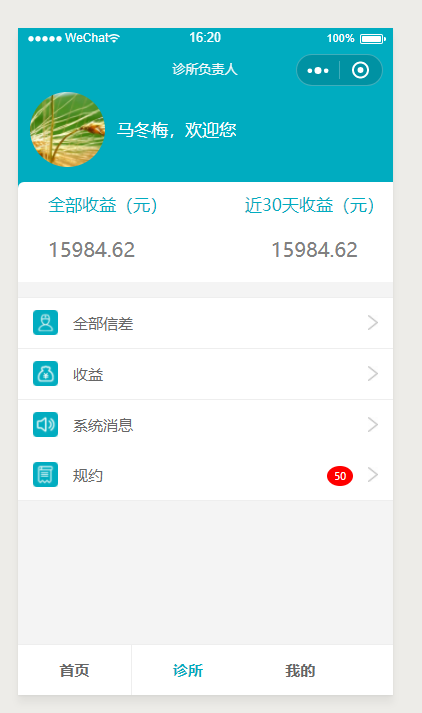 WeChat 16:20 100%
诊所负责人
马冬梅，欢迎您
全部收益（元） 近30天收益（元）
15984.62 15984.62
全部信差
收益
系统消息
规约 50
首页 诊所 我的